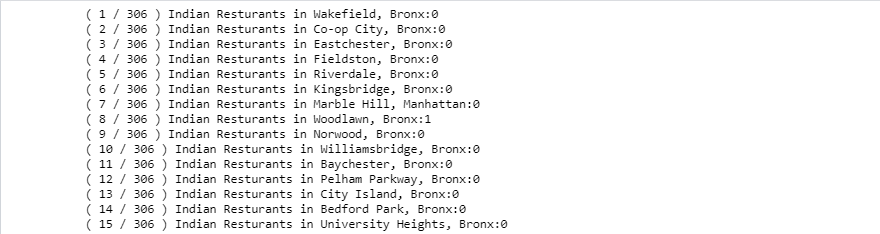 ( 1 / 306 ) Indian Resturants in Wakefield, Bronx:0
( 2 / 306 ) Indian Resturants in Co-op City, Bronx:0
( 3 / 306 ) Indian Resturants in Eastchester, Bronx:0
( 4 / 306 ) Indian Resturants in Fieldston, Bronx:0
( 5 / 306 ) Indian Resturants in Riverdale, Bronx:0
( 6 / 306 ) Indian Resturants in Kingsbridge, Bronx:0
( 7 / 306 ) Indian Resturants in Marble Hill, Manhattan:0
( 8 / 306 ) Indian Resturants in Woodlawn, Bronx:1
( 9 / 306 ) Indian Resturants in Norwood, Bronx:0
( 10 / 306 ) Indian Resturants in Williamsbridge, Bronx:0
( 11 / 306 ) Indian Resturants in Baychester, Bronx:0
( 12 / 306 ) Indian Resturants in Pelham Parkway, Bronx:0
( 13 / 306 ) Indian Resturants in City Island, Bronx:0
( 14 / 306 ) Indian Resturants in Bedford Park, Bronx:0
( 15 / 306 ) Indian Resturants in University Heights, Bronx:0